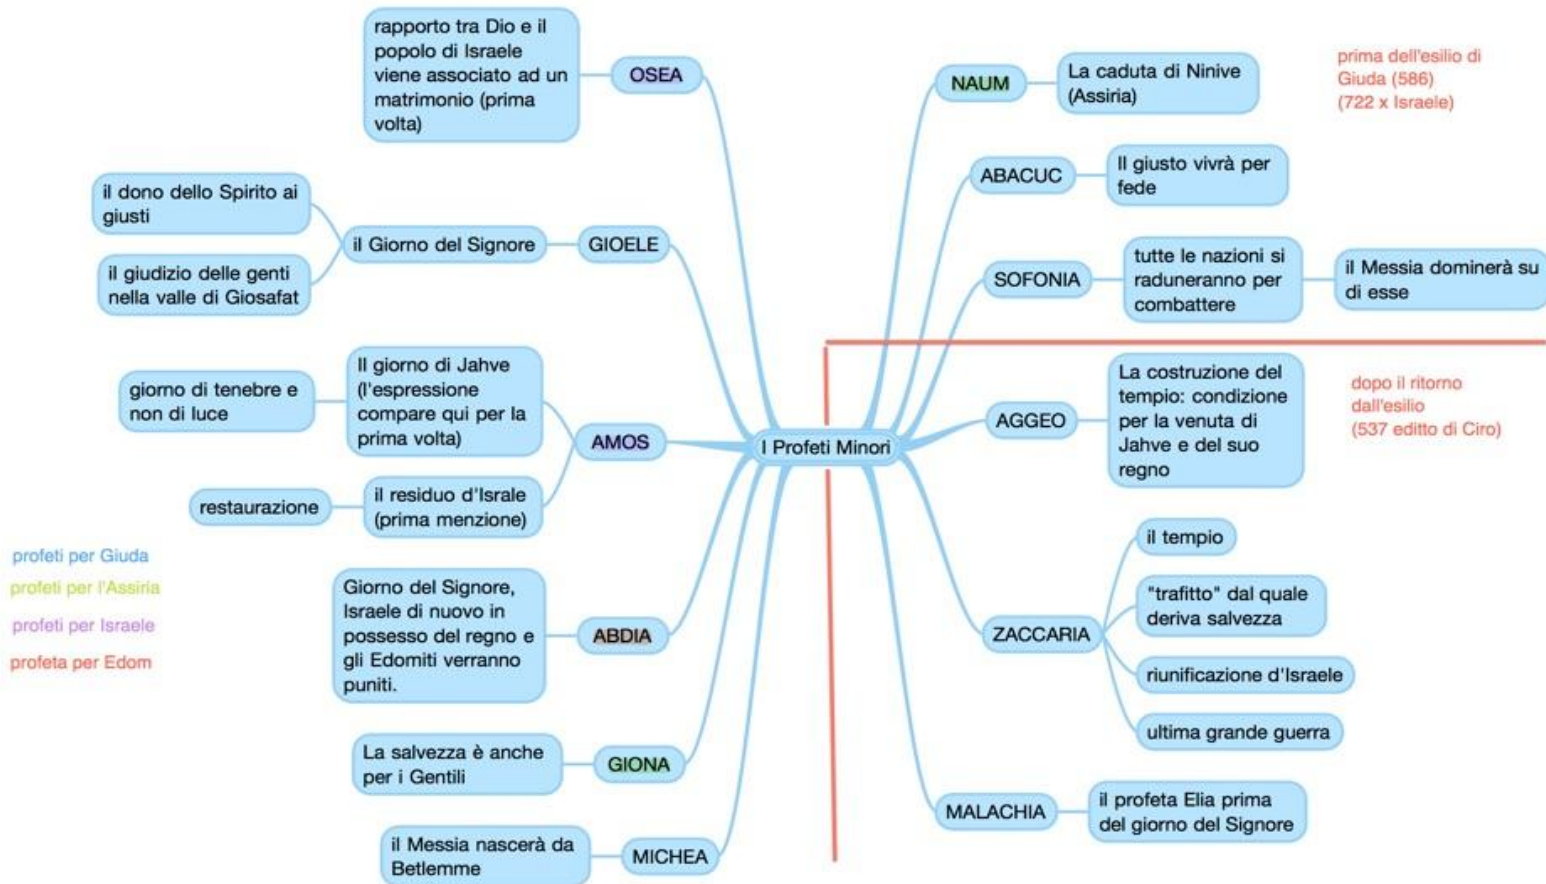 I Profeti Minori
OSEA
rapporto tra Dio e il
popolo di Israele
viene associato ad un
matrimonio (prima
volta)
GIOELE
il Giorno del Signore
il dono dello Spirito ai
giusti
il giudizio delle genti
nella valle di Giosafat
AMOS
Il giorno di Jahve
(l'espressione
compare qui per la
prima volta)
giorno di tenebre e
non di luce
il residuo d'Israle
(prima menzione)
restaurazione
ABDIA
Giorno del Signore,
Israele di nuovo in
possesso del regno e
gli Edomiti verranno
puniti.
GIONA
La salvezza è anche
per i Gentili
MICHEA
il Messia nascerà da
Betlemme
profeti per Giuda
profeti per l'Assiria
profeti per Israele
profeta per Edom
NAUM
La caduta di Ninive
(Assiria)
prima dell'esilio di
Giuda (586)
(722 x Israele)
ABACUC
Il giusto vivrà per
fede
SOFONIA
tutte le nazioni si
raduneranno per
combattere
il Messia dominerà su
di esse
AGGEO
La costruzione del
tempio: condizione
per la venuta di
Jahve e del suo
regno
dopo il ritorno
dall'esilio
(537 editto di Ciro)
ZACCARIA
il tempio
"trafitto" dal quale
deriva salvezza
riunificazione d'Israele
ultima grande guerra
MALACHIA
il profeta Elia prima
del giorno del Signore